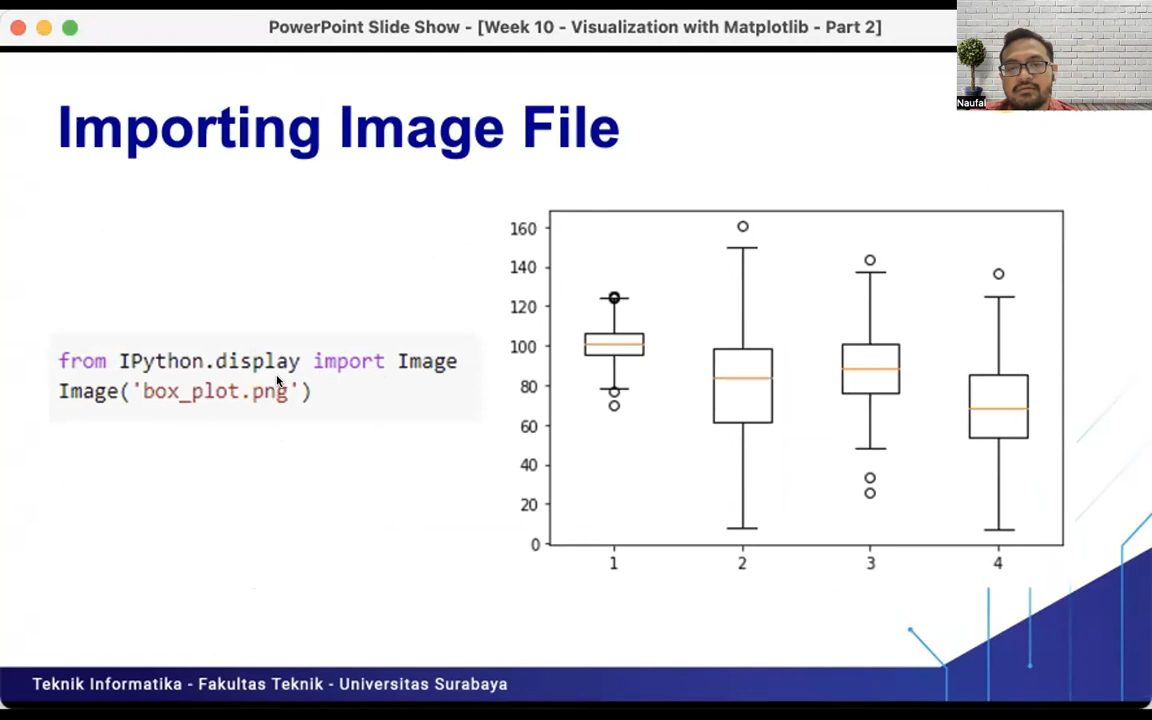 PowerPoint Slide Show - [Week 10 - Visualization with Matplotlib - Part 2]
Naufal
Importing Image File
from IPython.display import Image
Image('box_plot.png')
160
140
120
100
80
60
40
20
0
1 2 3 4
Teknik Informatika - Fakultas Teknik - Universitas Surabaya